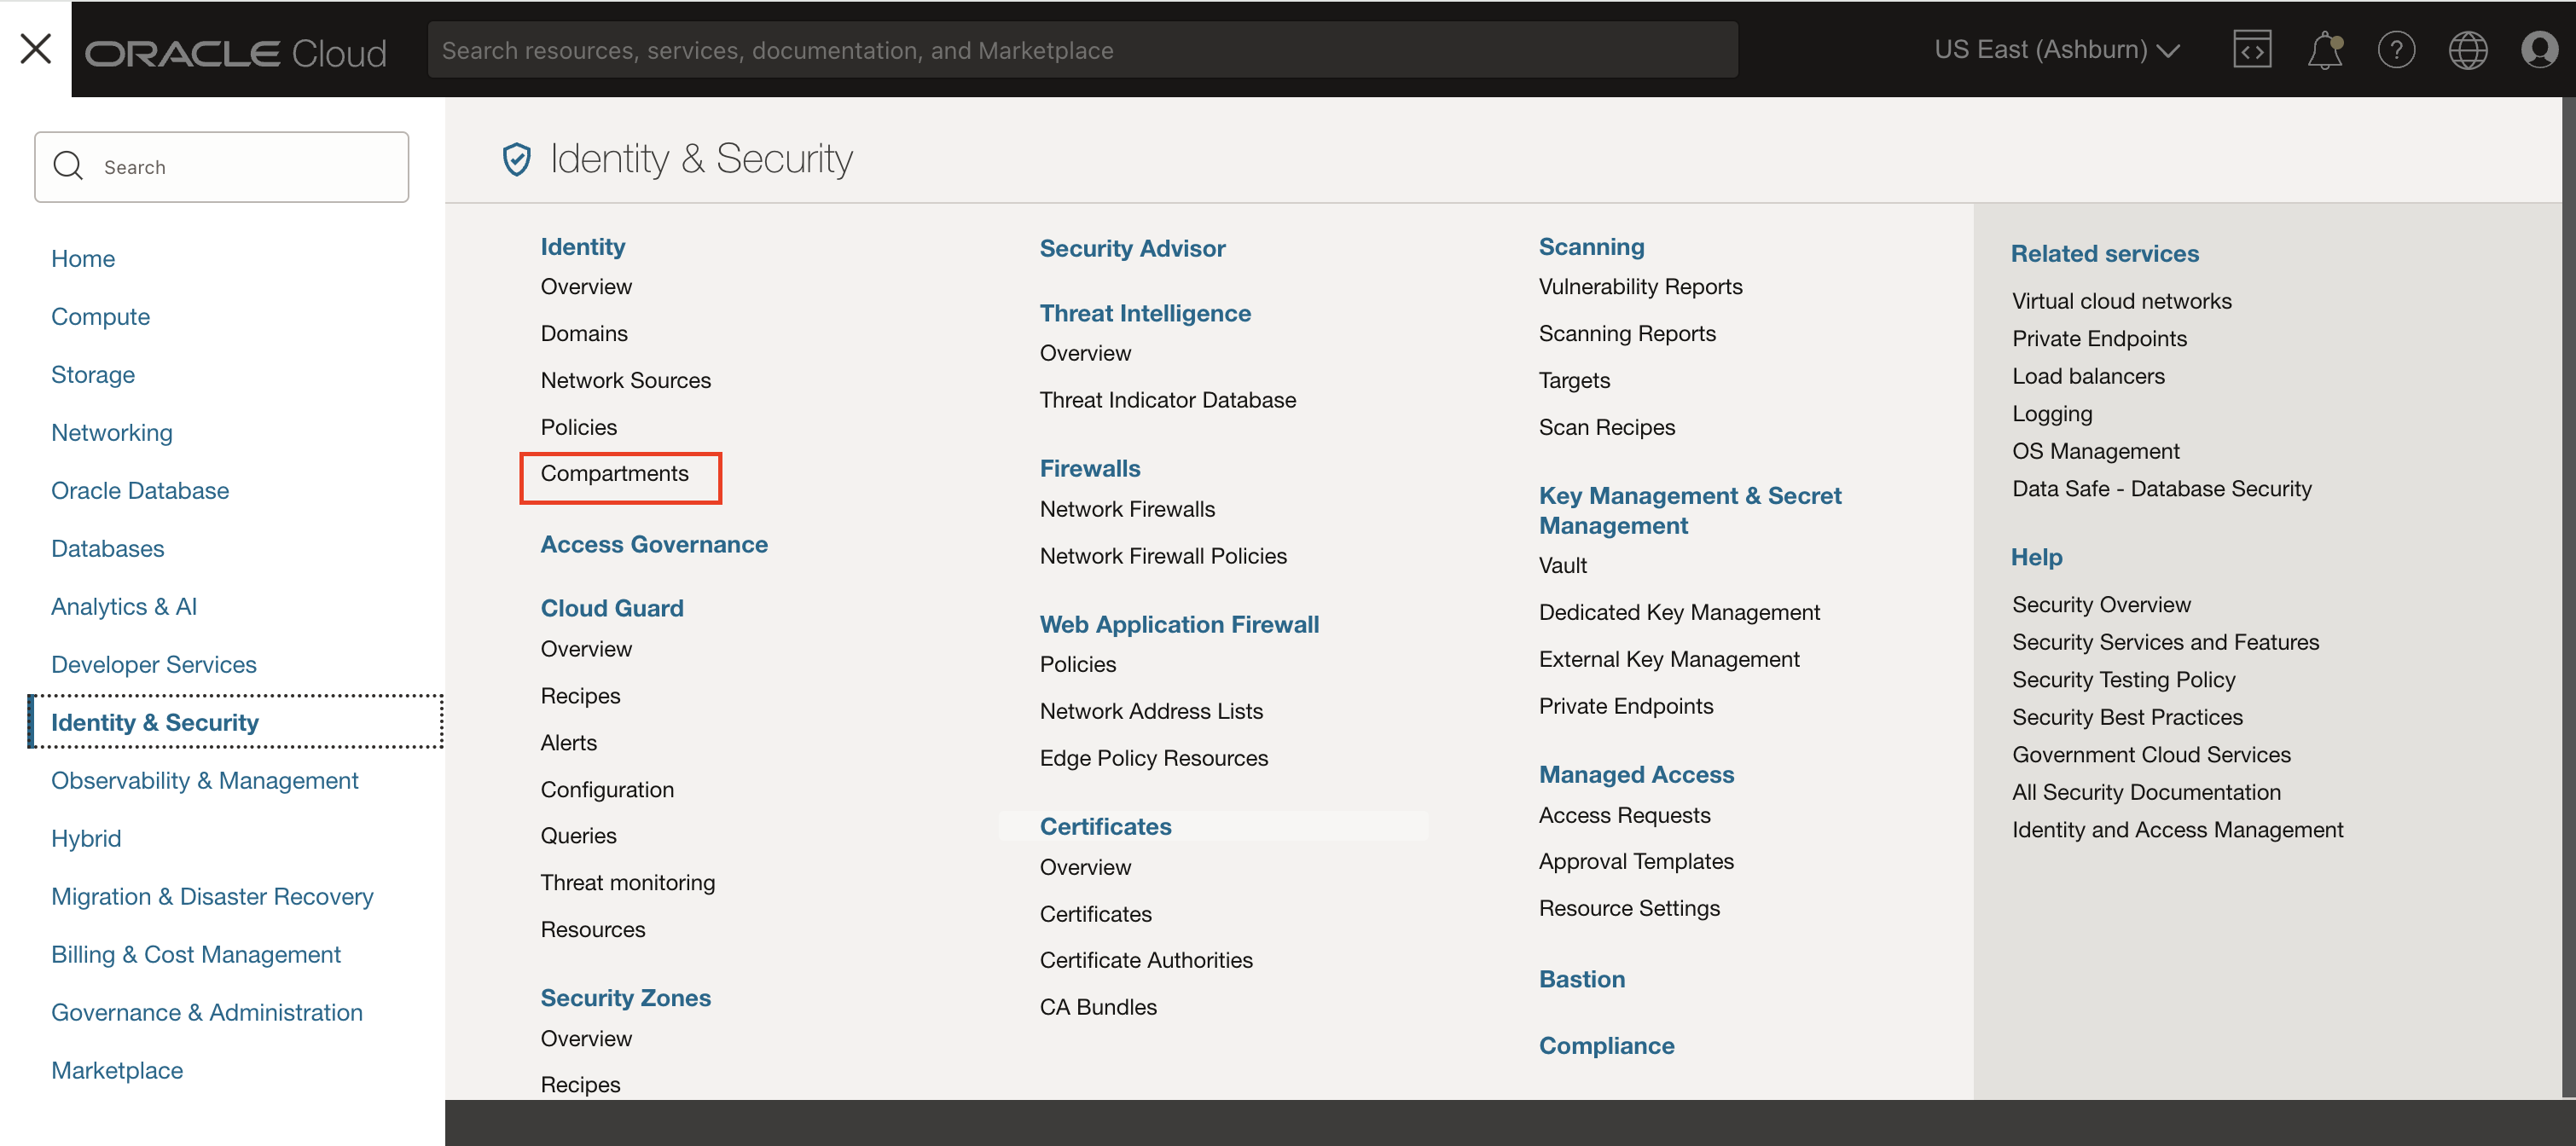 ORACLE Cloud
Search resources, services, documentation, and Marketplace
US East (Ashburn)
Search
Home
Compute
Storage
Networking
Oracle Database
Databases
Analytics & AI
Developer Services
Identity & Security
Observability & Management
Hybrid
Migration & Disaster Recovery
Billing & Cost Management
Governance & Administration
Marketplace
Identity & Security
Identity
Overview
Domains
Network Sources
Policies
Compartments
Access Governance
Cloud Guard
Overview
Recipes
Alerts
Configuration
Queries
Threat monitoring
Resources
Security Zones
Overview
Recipes
Security Advisor
Threat Intelligence
Overview
Threat Indicator Database
Firewalls
Network Firewalls
Network Firewall Policies
Web Application Firewall
Policies
Network Address Lists
Edge Policy Resources
Certificates
Overview
Certificates
Certificate Authorities
CA Bundles
Scanning
Vulnerability Reports
Scanning Reports
Targets
Scan Recipes
Key Management & Secret
Management
Vault
Dedicated Key Management
External Key Management
Private Endpoints
Managed Access
Access Requests
Approval Templates
Resource Settings
Bastion
Compliance
Related services
Virtual cloud networks
Private Endpoints
Load balancers
Logging
OS Management
Data Safe - Database Security
Help
Security Overview
Security Services and Features
Security Testing Policy
Security Best Practices
Government Cloud Services
All Security Documentation
Identity and Access Management